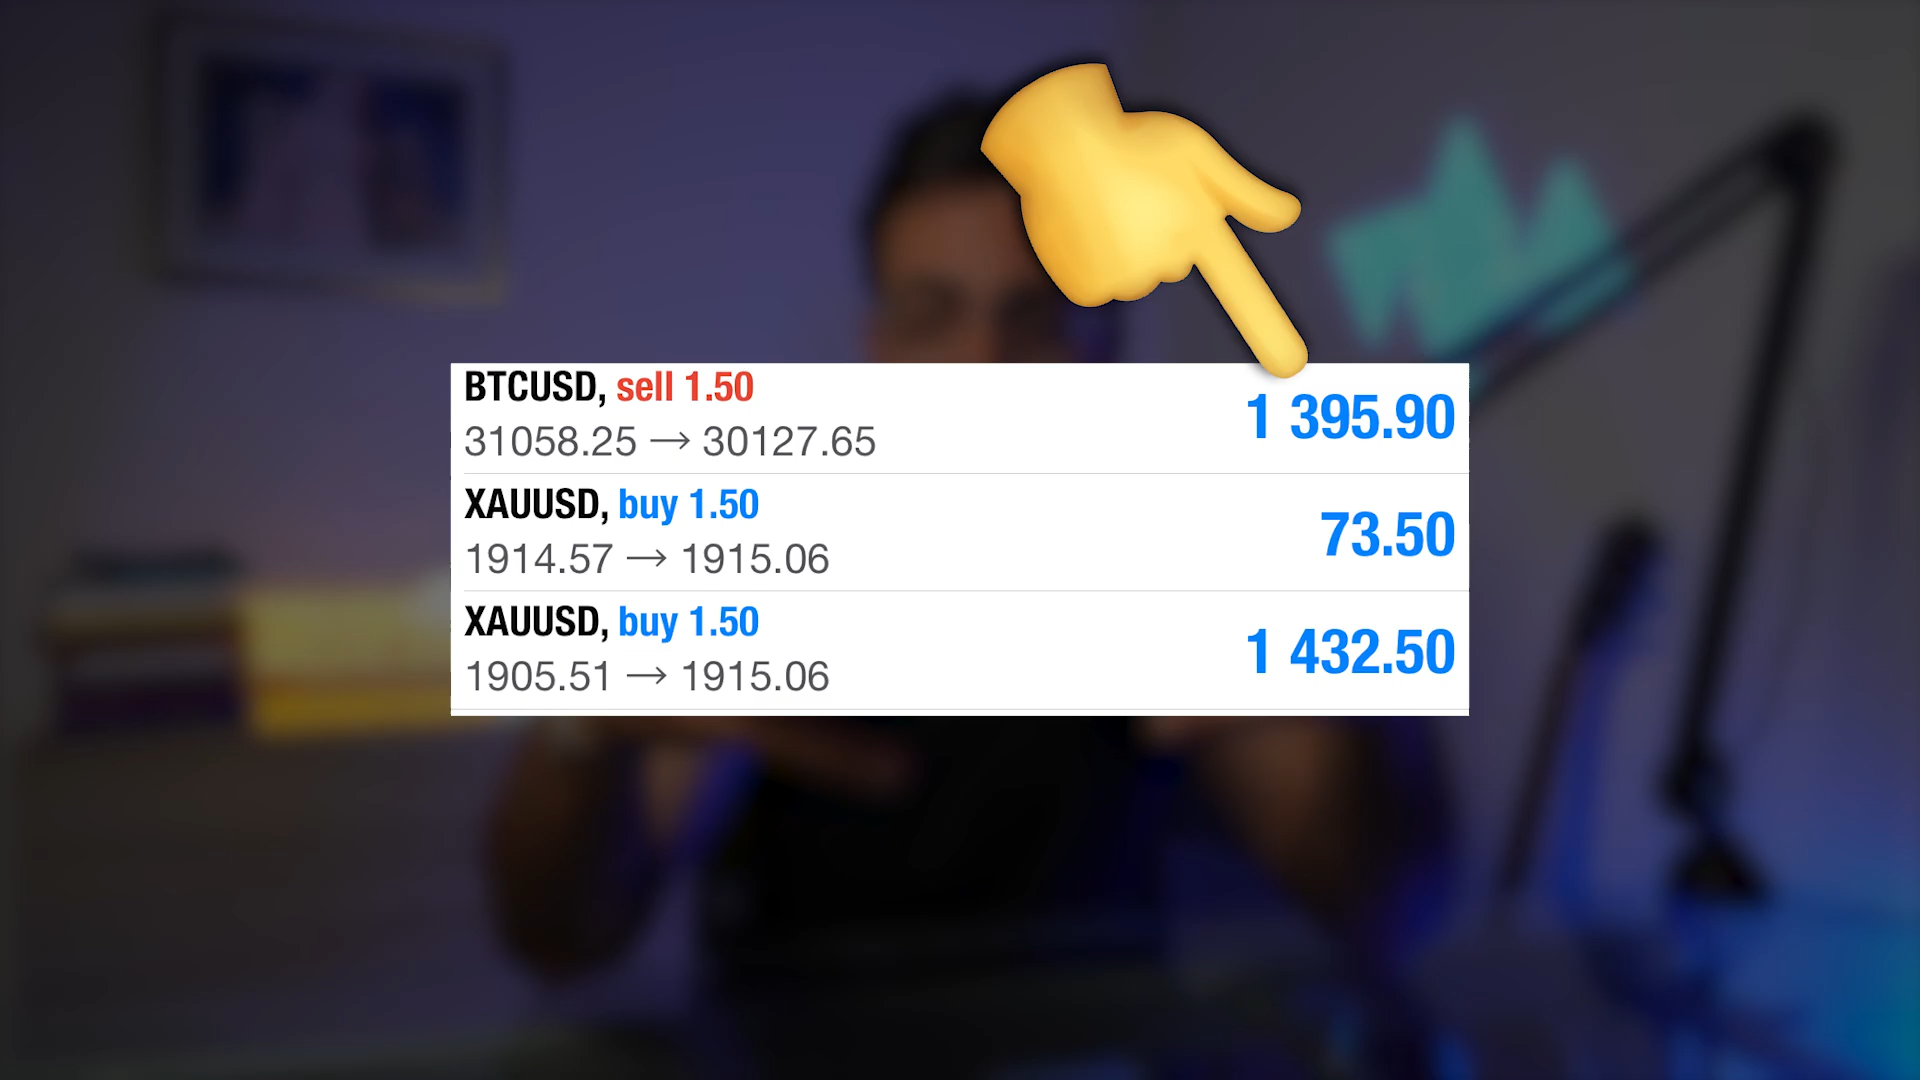 BTCUSD, sell 1.50
31058.25 → 30127.65
1 395.90
XAUUSD, buy 1.50
1914.57 → 1915.06
73.50
XAUUSD, buy 1.50
1905.51 → 1915.06
1 432.50